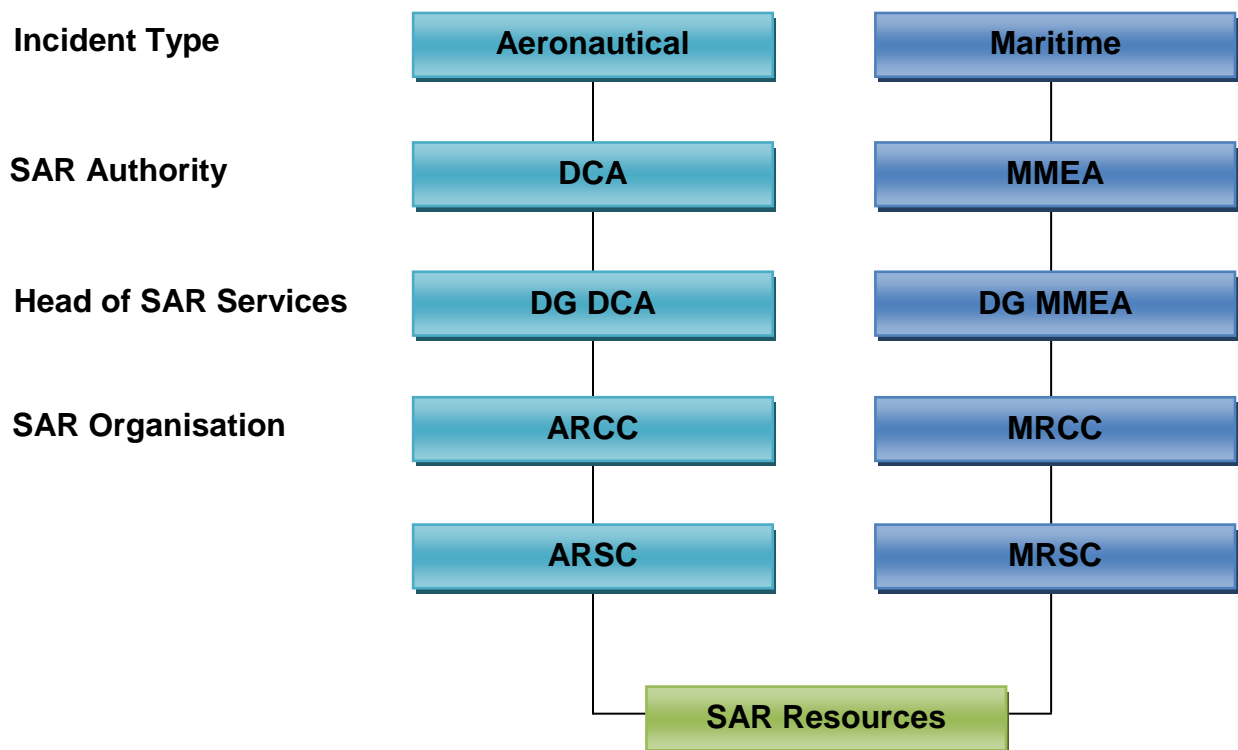 Incident Type Aeronautical Maritime
SAR Authority DCA MMEA
Head of SAR Services DG DCA DG MMEA
SAR Organisation ARCC MRCC
ARSC MRSC
SAR Resources